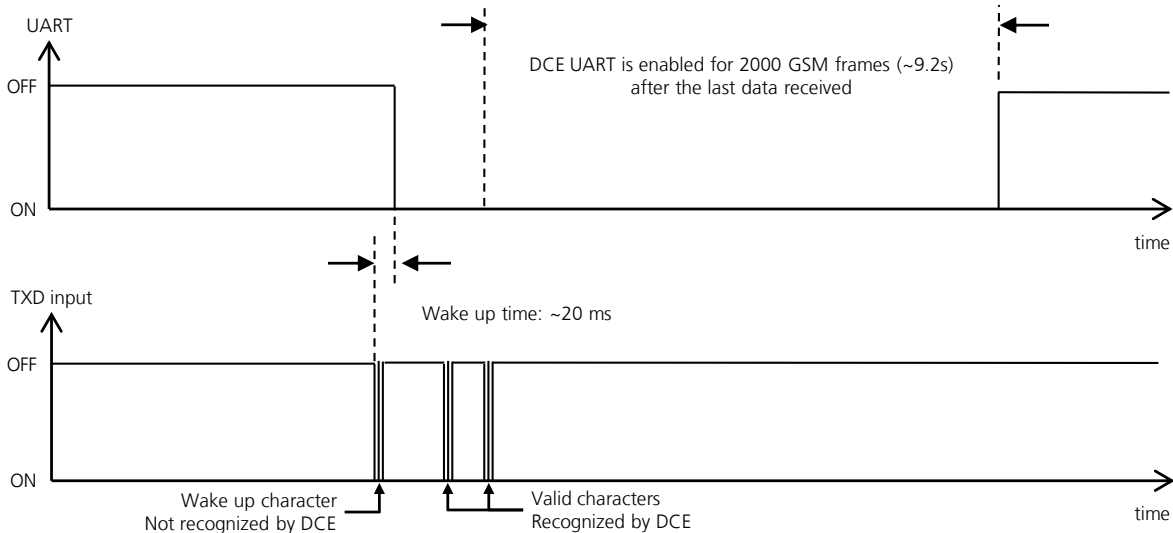 UART
DCE UART is enabled for 2000 GSM frames (~9.2s)
after the last data received
OFF
ON
time
TXD input
Wake up time: ~20 ms
OFF
ON
Wake up character
Not recognized by DCE
Valid characters
Recognized by DCE
time